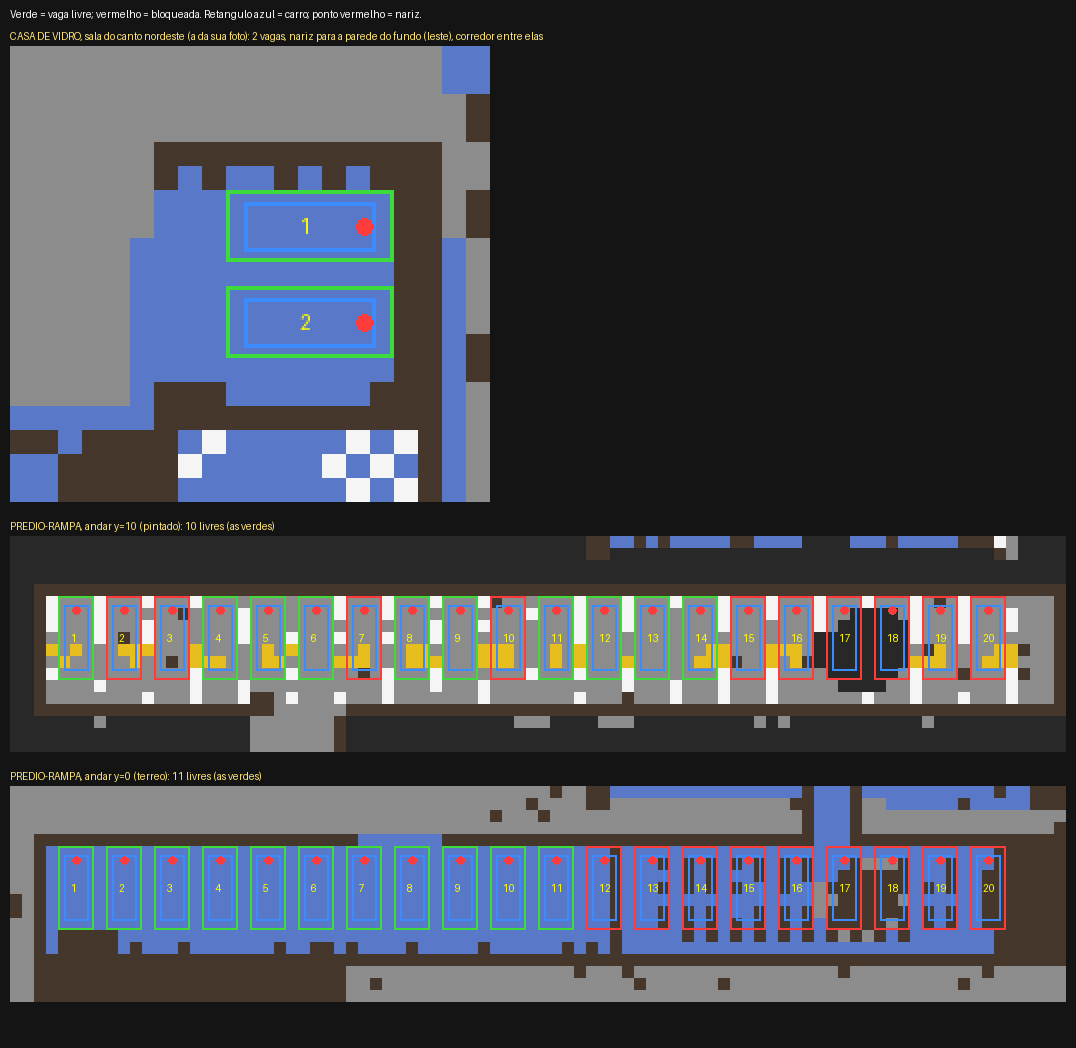 Verde = vaga livre; vermelho = bloqueada. Retangulo azul = carro; ponto vermelho = nariz.
CASA DE VIDRO, sala do canto nordeste (a da sua foto): 2 vagas, nariz para a parede do fundo (leste), corredor entre elas
1
2
PREDIO-RAMPA, andar y=10 (pintado): 10 livres (as verdes)
1 2 3 4 5 6 7 8 9 10 11 12 13 14 15 16 17 18 19 20
PREDIO-RAMPA, andar y=0 (terreo): 11 livres (as verdes)
1 2 3 4 5 6 7 8 9 10 11 12 13 14 15 16 17 18 19 20